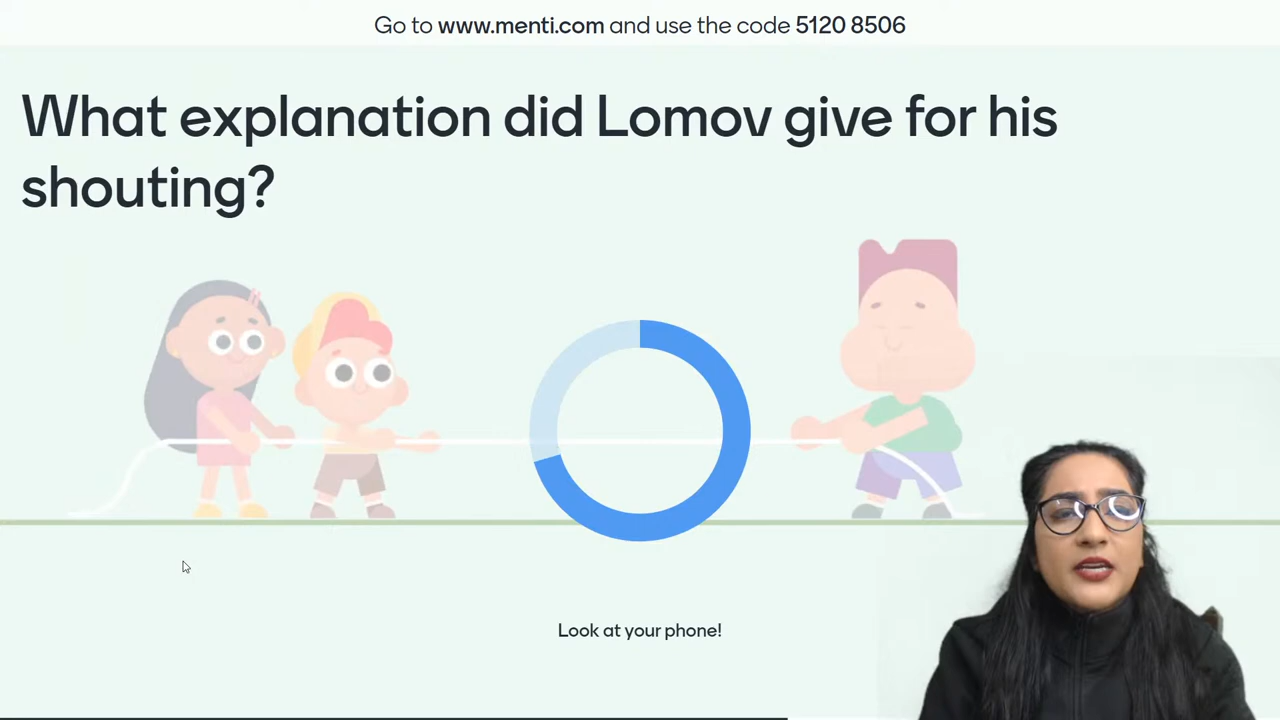 Go to www.menti.com and use the code 5120 8506
What explanation did Lomov give for his
shouting?
Look at your phone!